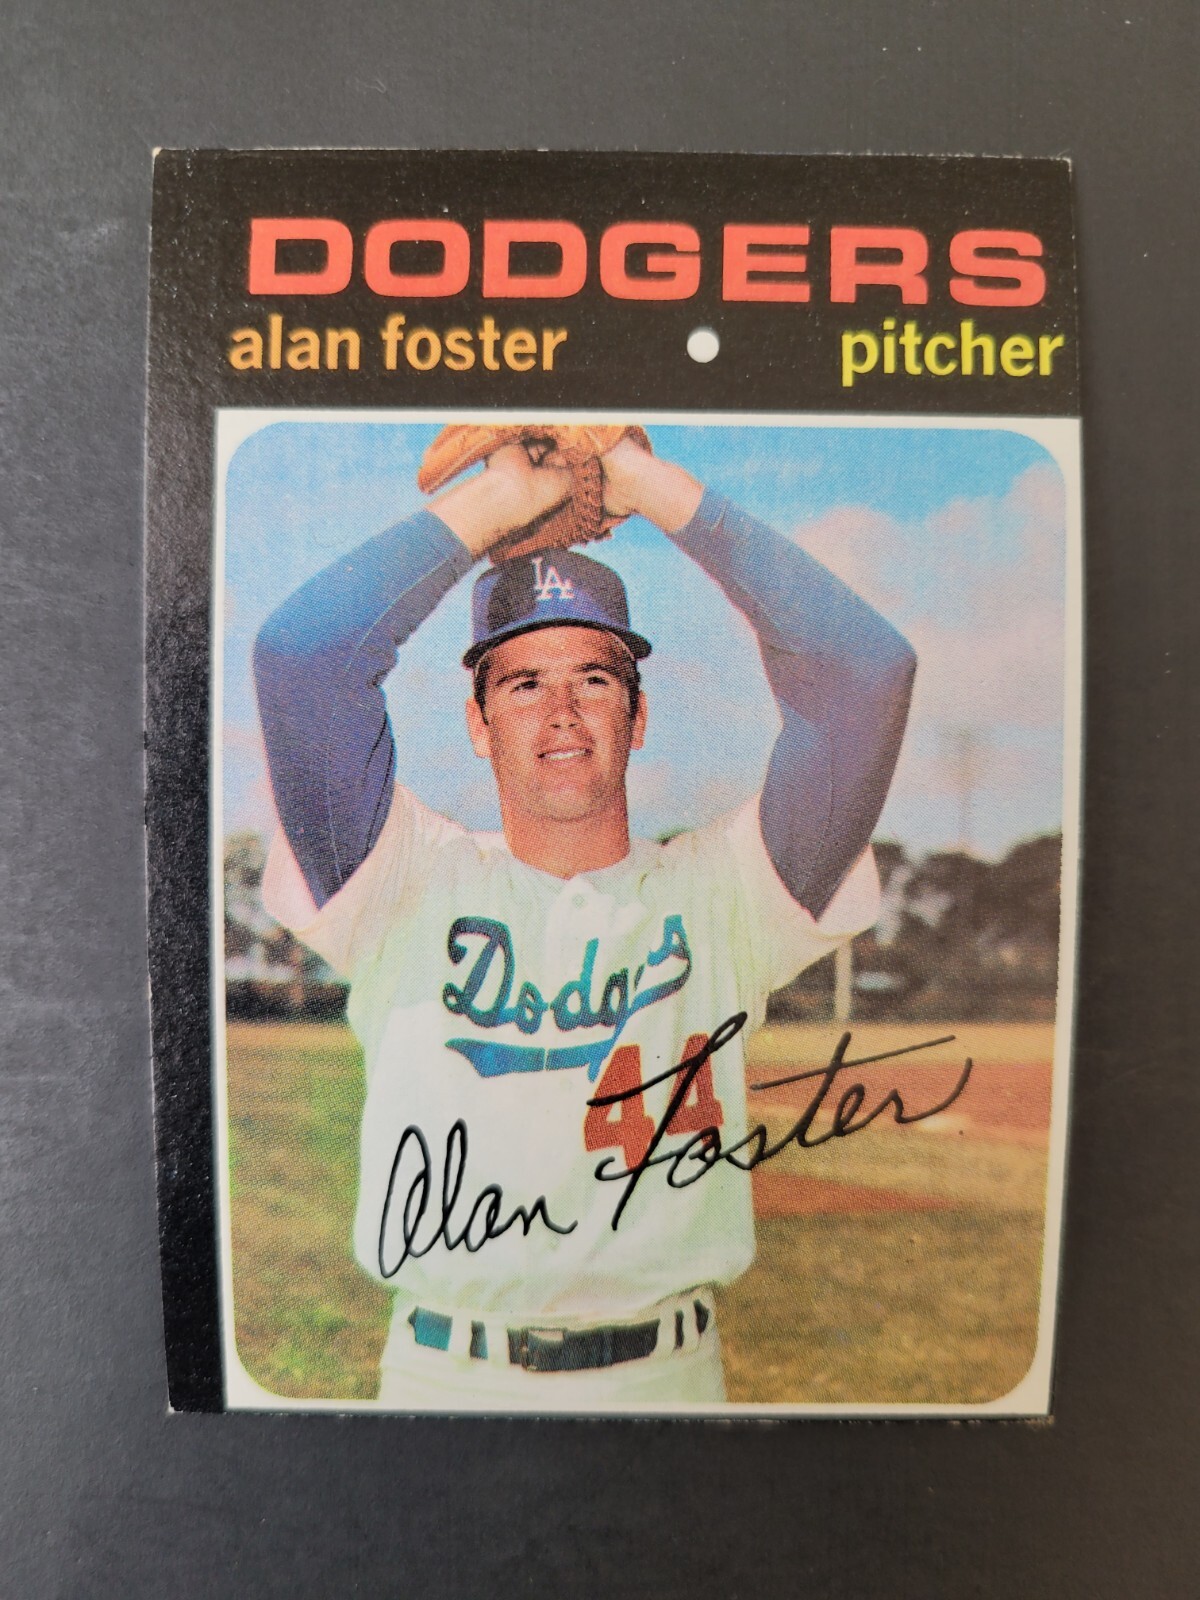 DODGERS
alan foster • pitcher
LA
Dodgers
44
Alan Foster